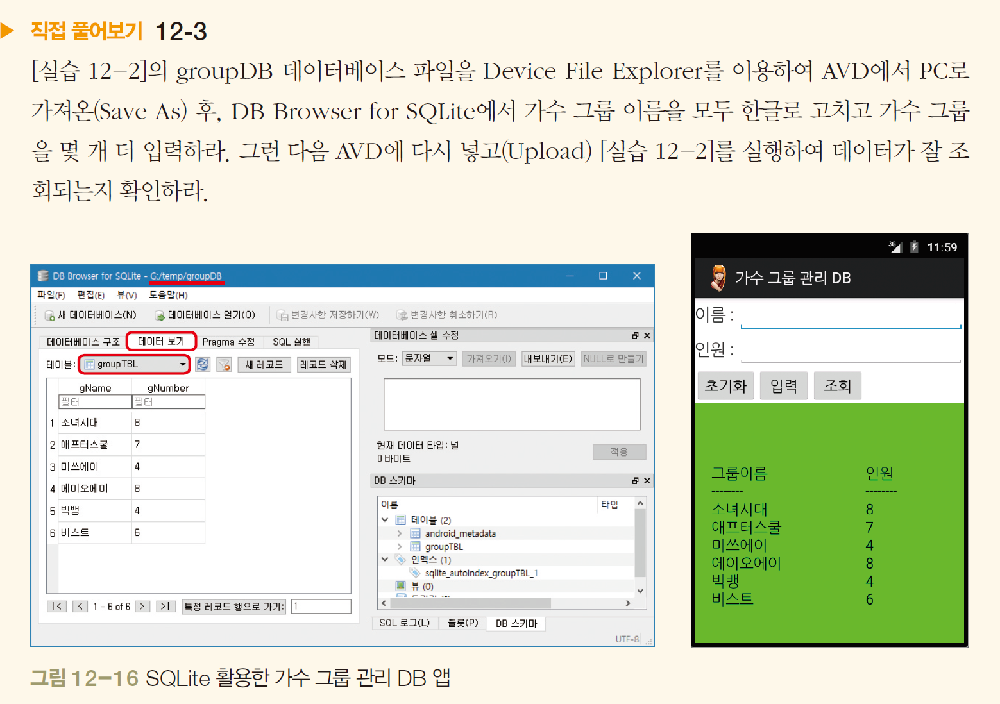 직접 풀어보기 12-3
[실습 12-2]의 groupDB 데이터베이스 파일을 Device File Explorer를 이용하여 AVD에서 PC로
가져온(Save As) 후, DB Browser for SQLite에서 가수 그룹 이름을 모두 한글로 고치고 가수 그룹
을 몇 개 더 입력하라. 그런 다음 AVD에 다시 넣고(Upload) [실습 12-2]를 실행하여 데이터가 잘 조
회되는지 확인하라.
DB Browser for SQLite - G:/temp/groupDB
파일(F) 편집(E) 뷰(V) 도움말(H)
새 데이터베이스(N) 데이터베이스 열기(O) 변경사항 저장하기(W) 변경사항 취소하기(R)
데이터베이스 구조 데이터 보기 Pragma 수정 SQL 실행
테이블: groupTBL 새 레코드 레코드 삭제
gName gNumber
필터 필터
1 소녀시대 8
2 애프터스쿨 7
3 미쓰에이 4
4 에이오에이 8
5 빅뱅 4
6 비스트 6
1 - 6 of 6 특정 레코드 행으로 가기: 1
데이터베이스 셀 수정
모드: 문자열 가져오기(I) 내보내기(E) NULL로 만들기
현재 데이터 타입: 널
0 바이트
적용
DB 스키마
이름 타입
테이블 (2)
android_metadata
groupTBL
인덱스 (1)
sqlite_autoindex_groupTBL_1
뷰 (0)
SQL 로그(L) 플롯(P) DB 스키마
UTF-8
3G 11:59
가수 그룹 관리 DB
이름 :
인원 :
초기화 입력 조회
그룹이름 인원
-------- --------
소녀시대 8
애프터스쿨 7
미쓰에이 4
에이오에이 8
빅뱅 4
비스트 6
그림 12-16 SQLite 활용한 가수 그룹 관리 DB 앱